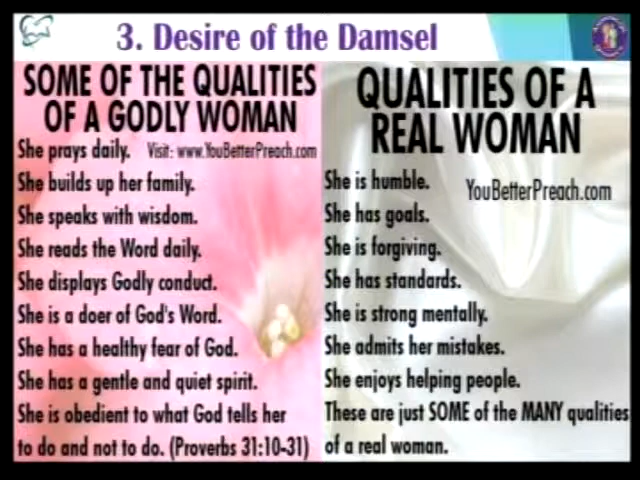 3. Desire of the Damsel
SOME OF THE QUALITIES
OF A GODLY WOMAN
She prays daily. Visit: www.YouBetterPreach.com
She builds up her family.
She speaks with wisdom.
She reads the Word daily.
She displays Godly conduct.
She is a doer of God's Word.
She has a healthy fear of God.
She has a gentle and quiet spirit.
She is obedient to what God tells her
to do and not to do. (Proverbs 31:10-31)
QUALITIES OF A
REAL WOMAN
She is humble. YouBetterPreach.com
She has goals.
She is forgiving.
She has standards.
She is strong mentally.
She admits her mistakes.
She enjoys helping people.
These are just SOME of the MANY qualities
of a real woman.